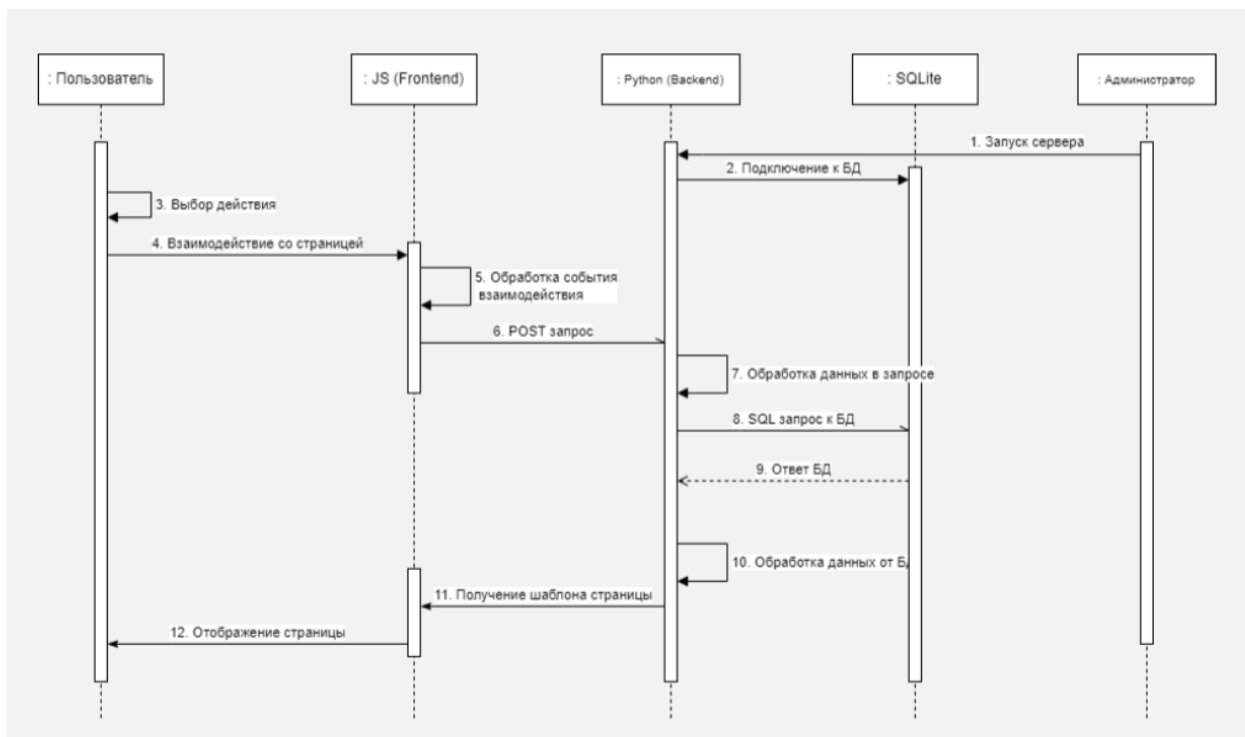 : Пользователь
: JS (Frontend)
: Python (Backend)
: SQLite
: Администратор
1. Запуск сервера
2. Подключение к БД
3. Выбор действия
4. Взаимодействие со страницей
5. Обработка события
взаимодействия
6. POST запрос
7. Обработка данных в запросе
8. SQL запрос к БД
9. Ответ БД
10. Обработка данных от БД
11. Получение шаблона страницы
12. Отображение страницы